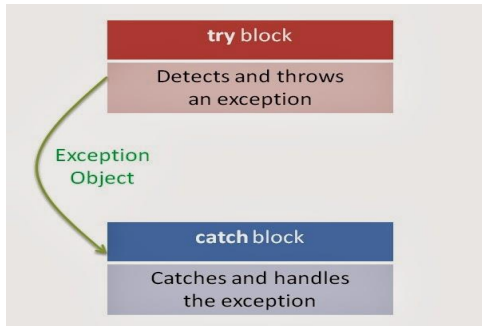 try block
Detects and throws
an exception
Exception
Object
catch block
Catches and handles
the exception